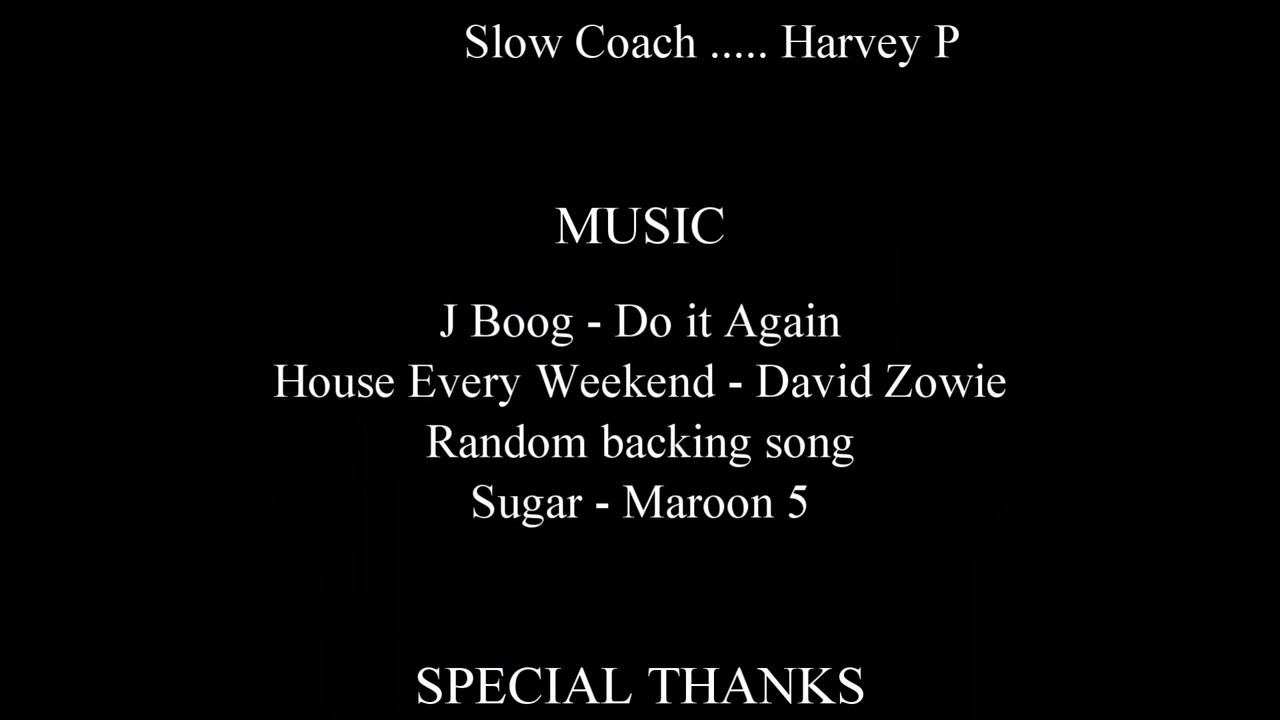 Slow Coach ..... Harvey P
MUSIC
J Boog - Do it Again
House Every Weekend - David Zowie
Random backing song
Sugar - Maroon 5
SPECIAL THANKS